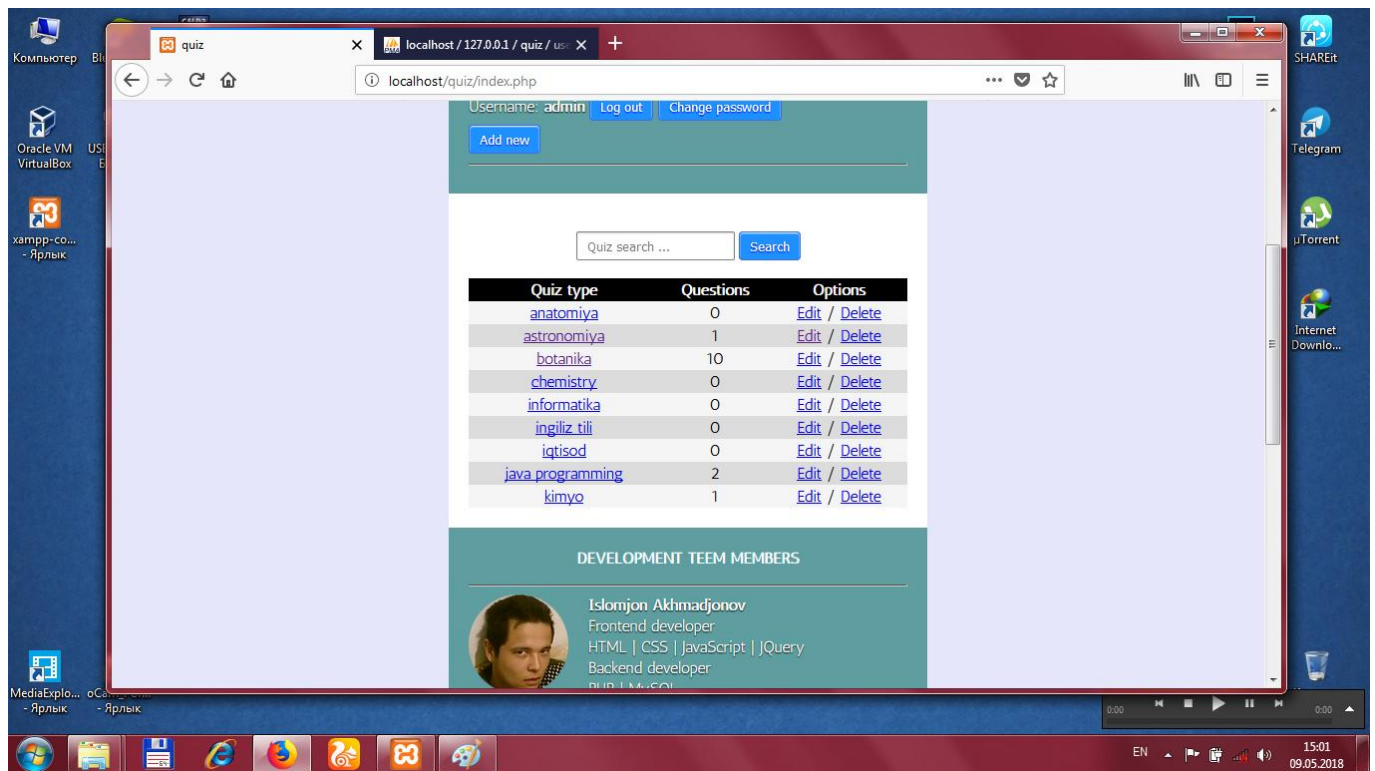 quiz
localhost / 127.0.0.1 / quiz / use
localhost/quiz/index.php
Компьютер
Oracle VM
VirtualBox
xampp-co...
- Ярлык
MediaExplo...
- Ярлык
- Ярлык
Username: admin Log out Change password
Add new
Quiz search ... Search
Quiz type Questions Options
anatomiya 0 Edit / Delete
astronomiya 1 Edit / Delete
botanika 10 Edit / Delete
chemistry 0 Edit / Delete
informatika 0 Edit / Delete
ingiliz tili 0 Edit / Delete
iqtisod 0 Edit / Delete
java programming 2 Edit / Delete
kimyo 1 Edit / Delete
DEVELOPMENT TEEM MEMBERS
Islomjon Akhmadjonov
Frontend developer
HTML | CSS | JavaScript | JQuery
Backend developer
PHP | MySQL
SHAREit
Telegram
µTorrent
Internet
Downlo...
0:00 0:00
EN 15:01
09.05.2018